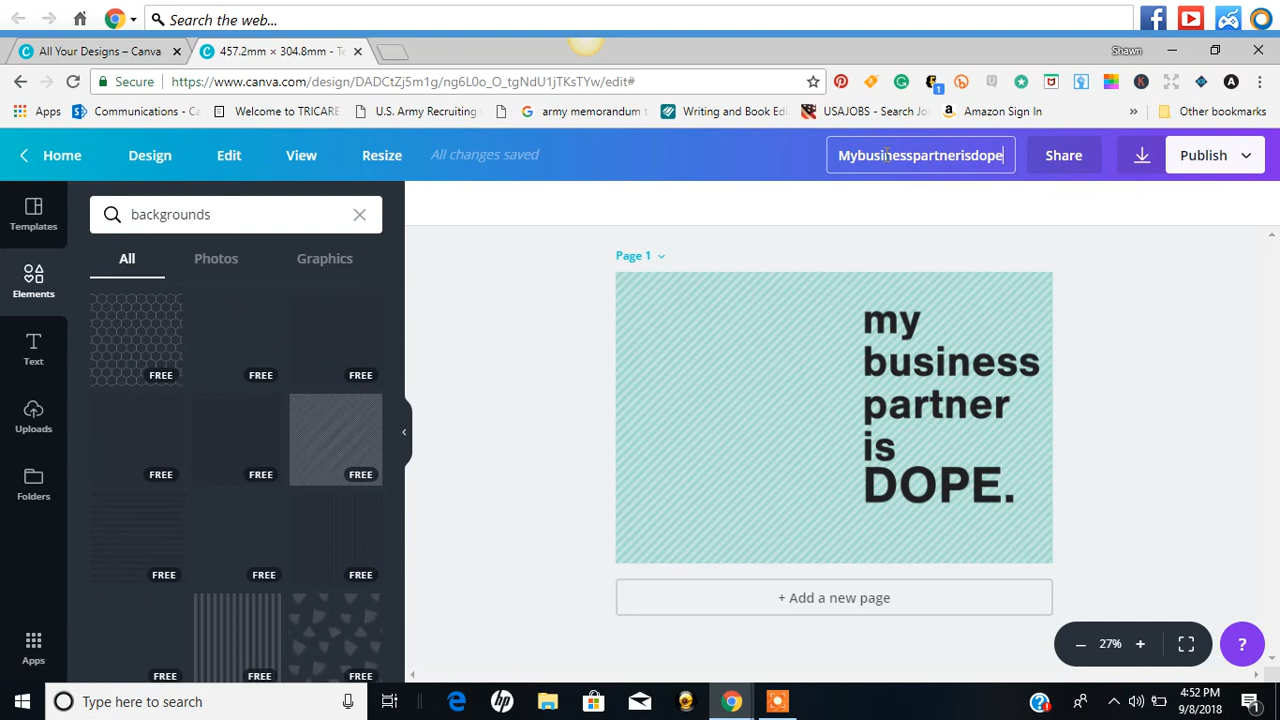 Search the web...
All Your Designs – Canva
457.2mm × 304.8mm - Te
Shawn
Secure
https://www.canva.com/design/DADCtZj5m1g/ng6L0o_O_tgNdU1jTKsTYw/edit#
Apps
Communications - C
Welcome to TRICARE
U.S. Army Recruiting
army memorandum t
Writing and Book Edi
USAJOBS - Search Jo
Amazon Sign In
»
Other bookmarks
Home
Design
Edit
View
Resize
All changes saved
Mybusinesspartnerisdope
Share
Publish
Templates
Elements
Text
Uploads
Folders
Apps
backgrounds
All
Photos
Graphics
FREE
FREE
FREE
FREE
FREE
FREE
FREE
FREE
FREE
FREE
FREE
FREE
Page 1
my
business
partner
is
DOPE.
+ Add a new page
– 27% +
?
Type here to search
4:52 PM
9/8/2018